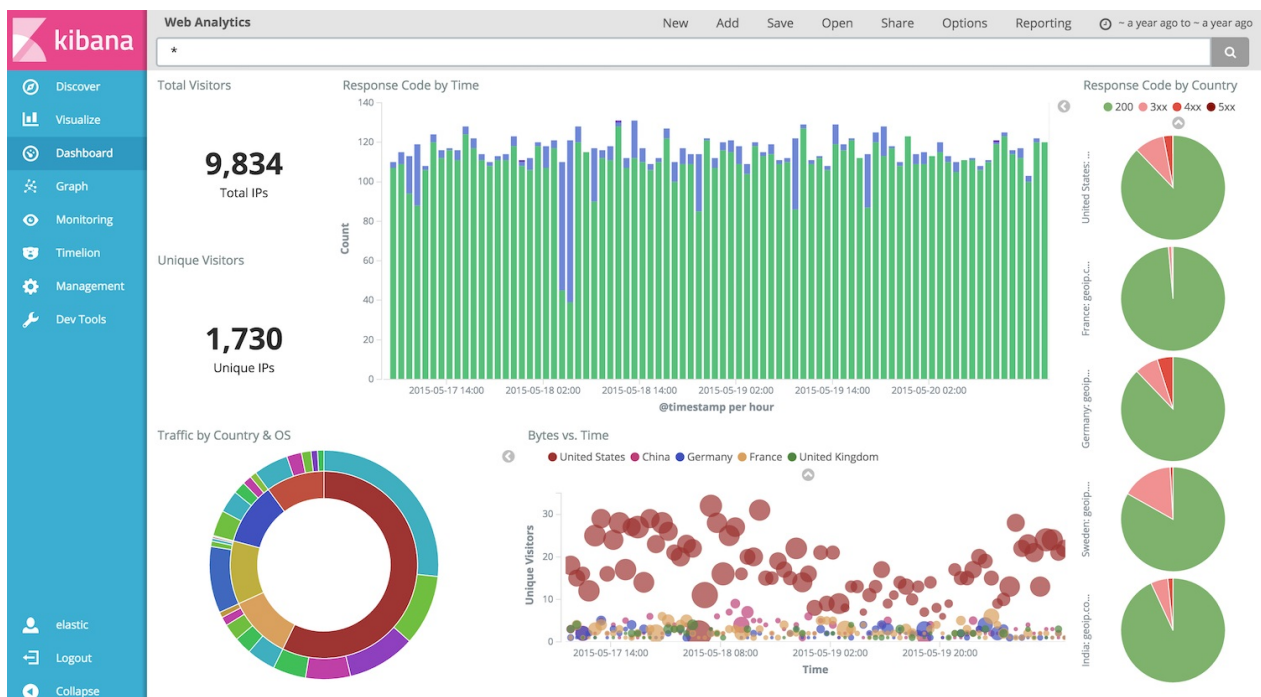 kibana
Discover
Visualize
Dashboard
Graph
Monitoring
Timelion
Management
Dev Tools
elastic
Logout
Collapse
Web Analytics
New Add Save Open Share Options Reporting ~ a year ago to ~ a year ago
*
Total Visitors
9,834
Total IPs
Unique Visitors
1,730
Unique IPs
Response Code by Time
140
120
100
80
60
40
20
0
Count
2015-05-17 14:00 2015-05-18 02:00 2015-05-18 14:00 2015-05-19 02:00 2015-05-19 14:00 2015-05-20 02:00
@timestamp per hour
Response Code by Country
200 3xx 4xx 5xx
United States: ...
France: geoip.c...
Germany: geoip...
Sweden: geoip....
India: geoip.co...
Traffic by Country & OS
Bytes vs. Time
United States China Germany France United Kingdom
30
20
10
0
Unique Visitors
2015-05-17 14:00 2015-05-18 08:00 2015-05-19 02:00 2015-05-19 20:00
Time